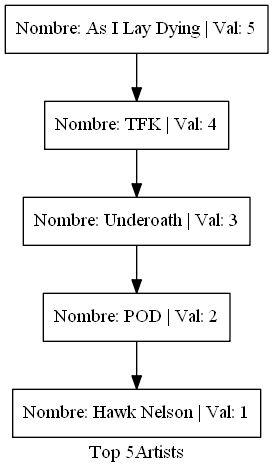 Nombre: As I Lay Dying | Val: 5
Nombre: TFK | Val: 4
Nombre: Underoath | Val: 3
Nombre: POD | Val: 2
Nombre: Hawk Nelson | Val: 1
Top 5Artists